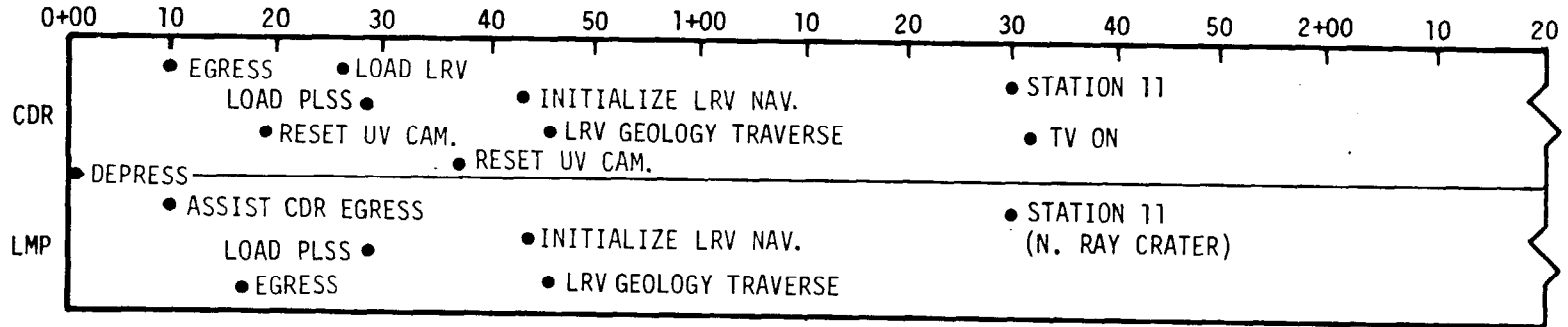 0+00 10 20 30 40 50 1+00 10 20 30 40 50 2+00 10 20
CDR
EGRESS LOAD LRV
LOAD PLSS INITIALIZE LRV NAV. STATION 11
RESET UV CAM. LRV GEOLOGY TRAVERSE TV ON
RESET UV CAM.
DEPRESS
LMP
ASSIST CDR EGRESS STATION 11
LOAD PLSS INITIALIZE LRV NAV. (N. RAY CRATER)
EGRESS LRV GEOLOGY TRAVERSE